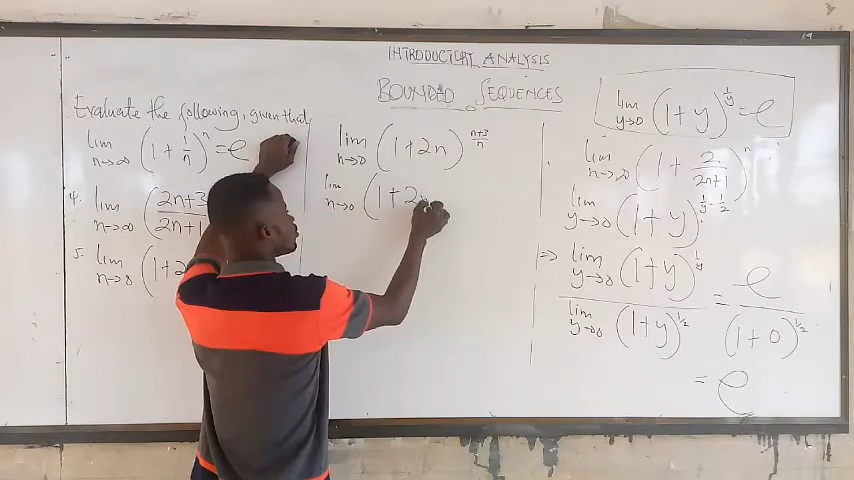 INTRODUCTORY ANALYSIS
BOUNDED SEQUENCES
Evaluate the following, given that,
lim n→∞ (1 + 1/n)^n = e
4. lim n→∞ (2n+3 / 2n+1
5. lim n→0 (1+2
lim n→0 (1+2n)^(n+3/n)
lim n→0 (1+2
lim y→0 (1+y)^(1/y) = e
lim n→∞ (1 + 2/2n+1)^n
lim y→0 (1+y)^(1/y - 1/2)
⇒ lim y→0 (1+y)^(1/y)
lim y→0 (1+y)^(1/2)
= e / (1+0)^(1/2)
= e